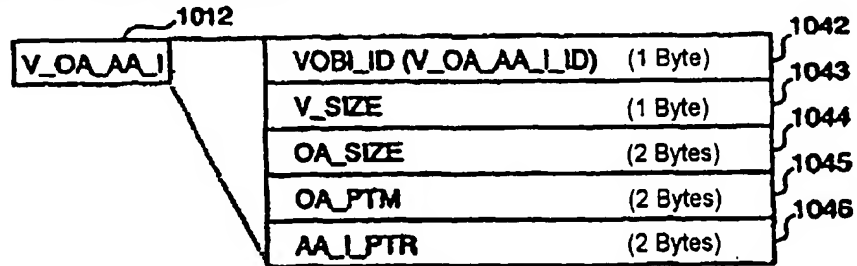 1012
V_OA_AA_I
1042
VOBI_ID (V_OA_AA_I_ID) (1 Byte)
1043
V_SIZE (1 Byte)
1044
OA_SIZE (2 Bytes)
1045
OA_PTM (2 Bytes)
1046
AA_I_PTR (2 Bytes)